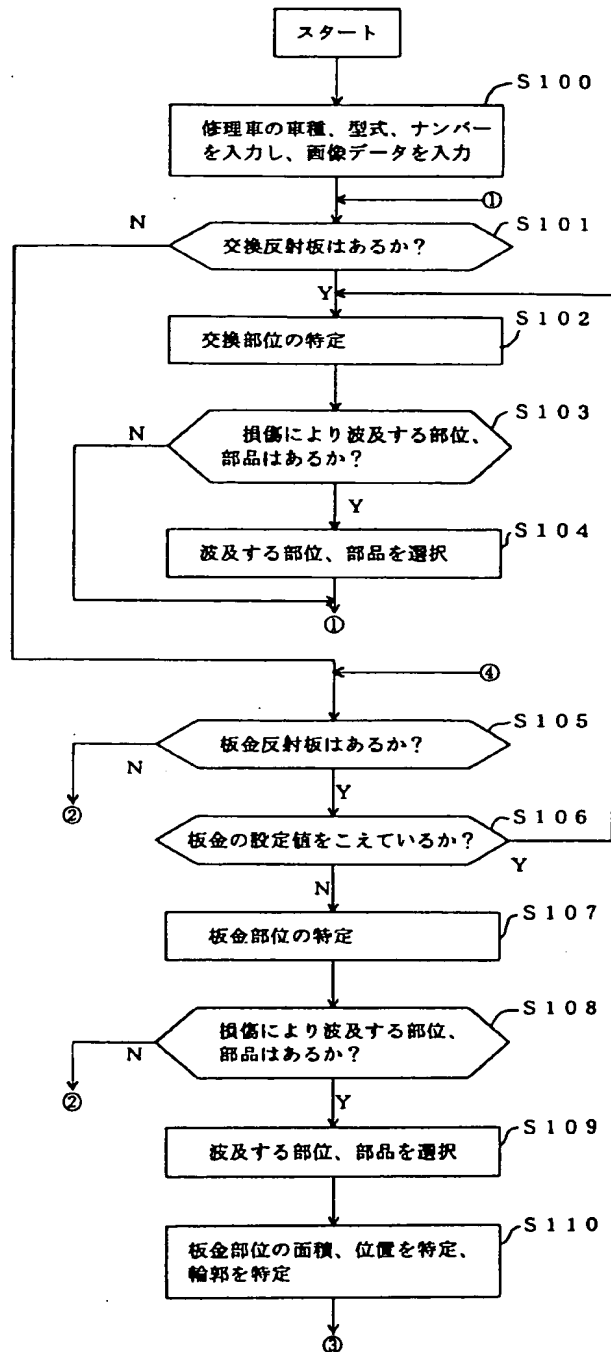 スタート
S100
修理車の車種、型式、ナンバー
を入力し、画像データを入力
①
N
S101
交換反射板はあるか？
Y
S102
交換部位の特定
S103
N
損傷により波及する部位、
部品はあるか？
Y
S104
波及する部位、部品を選択
①
④
S105
板金反射板はあるか？
N
②
Y
S106
板金の設定値をこえているか？
Y
N
S107
板金部位の特定
S108
損傷により波及する部位、
部品はあるか？
N
②
Y
S109
波及する部位、部品を選択
S110
板金部位の面積、位置を特定、
輪郭を特定
③